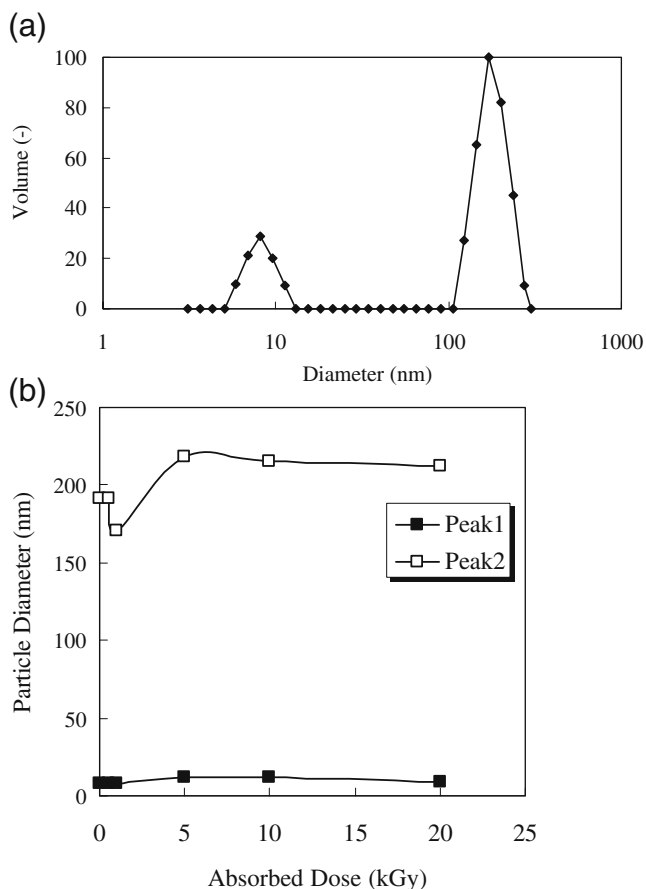 (a)
100
80
60
40
20
0
Volume (-)
1 10 100 1000
Diameter (nm)
(b)
250
200
150
100
50
0
Particle Diameter (nm)
Peak1
Peak2
0 5 10 15 20 25
Absorbed Dose (kGy)